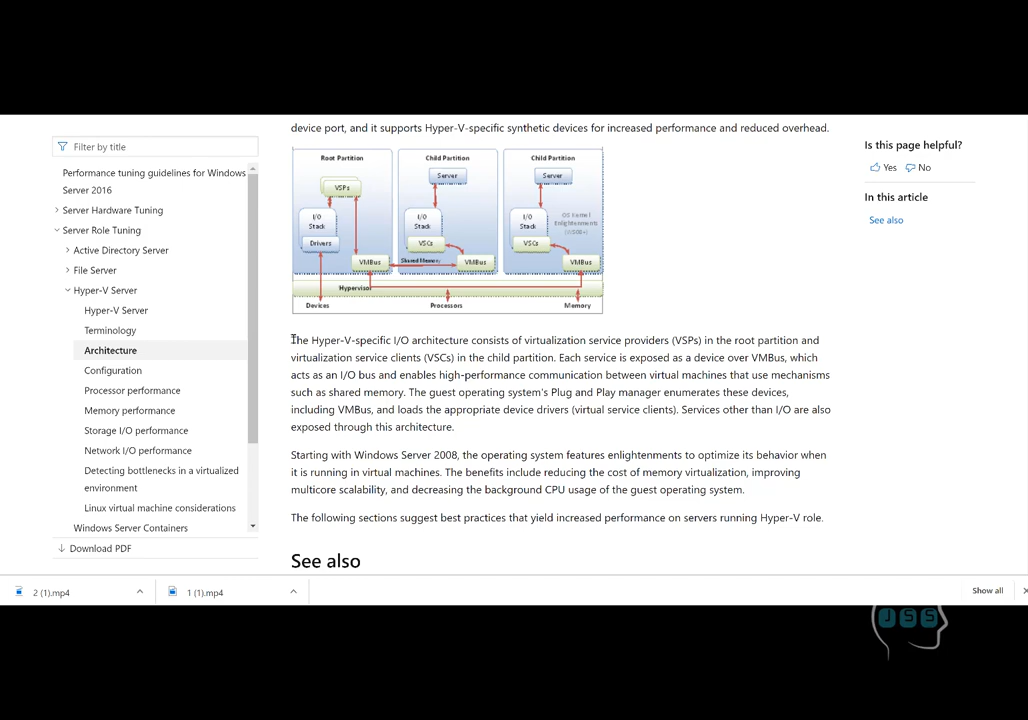 device port, and it supports Hyper-V-specific synthetic devices for increased performance and reduced overhead.
Filter by title
Performance tuning guidelines for Windows
Server 2016
Server Hardware Tuning
Server Role Tuning
Active Directory Server
File Server
Hyper-V Server
Hyper-V Server
Terminology
Architecture
Configuration
Processor performance
Memory performance
Storage I/O performance
Network I/O performance
Detecting bottlenecks in a virtualized
environment
Linux virtual machine considerations
Windows Server Containers
Download PDF
Root Partition
Child Partition
Child Partition
VSPs
Server
Server
I/O
Stack
I/O
Stack
I/O
Stack
OS Kernel
Enlightenments
Drivers
VSCs
VSCs
VMBus
Shared Memory
VMBus
VMBus
Hypervisor
Devices
Processors
Memory
The Hyper-V-specific I/O architecture consists of virtualization service providers (VSPs) in the root partition and
virtualization service clients (VSCs) in the child partition. Each service is exposed as a device over VMBus, which
acts as an I/O bus and enables high-performance communication between virtual machines that use mechanisms
such as shared memory. The guest operating system's Plug and Play manager enumerates these devices,
including VMBus, and loads the appropriate device drivers (virtual service clients). Services other than I/O are also
exposed through this architecture.
Starting with Windows Server 2008, the operating system features enlightenments to optimize its behavior when
it is running in virtual machines. The benefits include reducing the cost of memory virtualization, improving
multicore scalability, and decreasing the background CPU usage of the guest operating system.
The following sections suggest best practices that yield increased performance on servers running Hyper-V role.
See also
Is this page helpful?
Yes No
In this article
See also
2 (1).mp4
1 (1).mp4
Show all
JSS